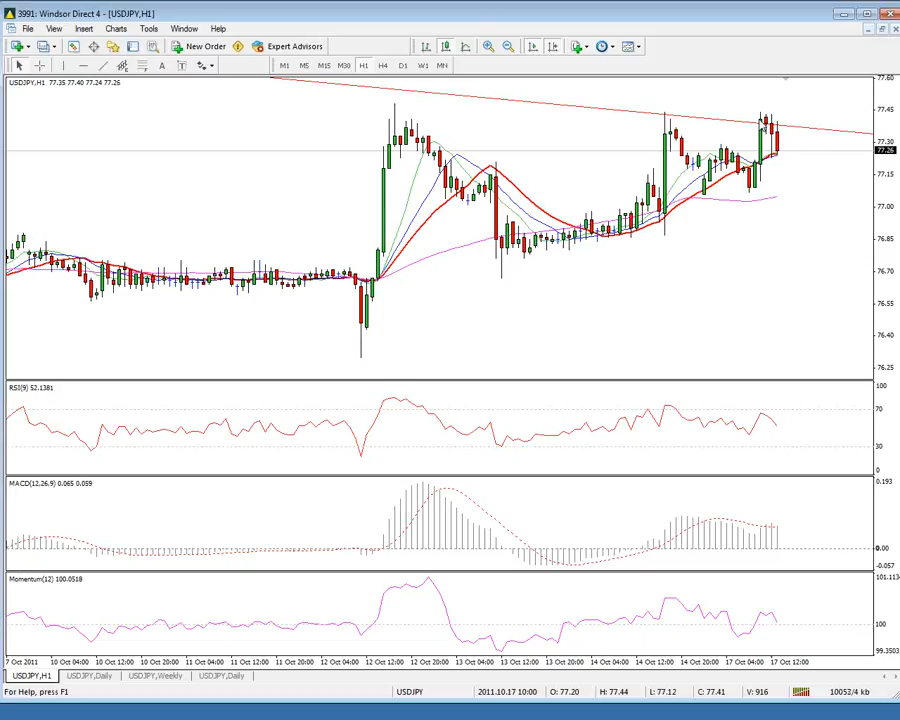 3991: Windsor Direct 4 - [USDJPY,H1]
File View Insert Charts Tools Window Help
New Order Expert Advisors
A T M1 M5 M15 M30 H1 H4 D1 W1 MN
USDJPY,H1 77.35 77.40 77.24 77.26
77.60
77.45
77.30
77.26
77.15
77.00
76.85
76.70
76.55
76.40
76.25
RSI(9) 52.1381
100
70
30
0
MACD(12,26,9) 0.065 0.059
0.193
0.00
-0.057
Momentum(12) 100.0518
101.113
100
99.3503
7 Oct 2011 10 Oct 04:00 10 Oct 12:00 10 Oct 20:00 11 Oct 04:00 11 Oct 12:00 11 Oct 20:00 12 Oct 04:00 12 Oct 12:00 12 Oct 20:00 13 Oct 04:00 13 Oct 12:00 13 Oct 20:00 14 Oct 04:00 14 Oct 12:00 14 Oct 20:00 17 Oct 04:00 17 Oct 12:00
USDJPY,H1 USDJPY,Daily USDJPY,Weekly USDJPY,Daily
For Help, press F1 USDJPY 2011.10.17 10:00 O: 77.20 H: 77.44 L: 77.12 C: 77.41 V: 916 10053/4 kb